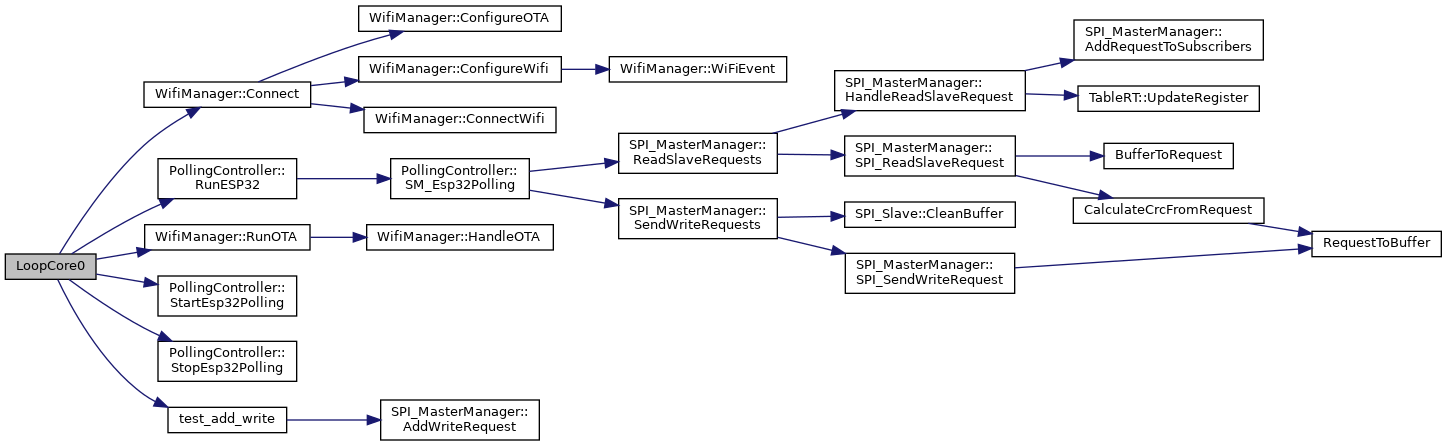 WifiManager::ConfigureOTA
SPI_MasterManager::
AddRequestToSubscribers
WifiManager::ConfigureWifi
WifiManager::WiFiEvent
WifiManager::Connect
SPI_MasterManager::
HandleReadSlaveRequest
TableRT::UpdateRegister
WifiManager::ConnectWifi
SPI_MasterManager::
ReadSlaveRequests
SPI_MasterManager::
SPI_ReadSlaveRequest
BufferToRequest
PollingController::
RunESP32
PollingController::
SM_Esp32Polling
SPI_MasterManager::
SendWriteRequests
SPI_Slave::CleanBuffer
CalculateCrcFromRequest
WifiManager::RunOTA
WifiManager::HandleOTA
RequestToBuffer
LoopCore0
SPI_MasterManager::
SPI_SendWriteRequest
PollingController::
StartEsp32Polling
PollingController::
StopEsp32Polling
test_add_write
SPI_MasterManager::
AddWriteRequest